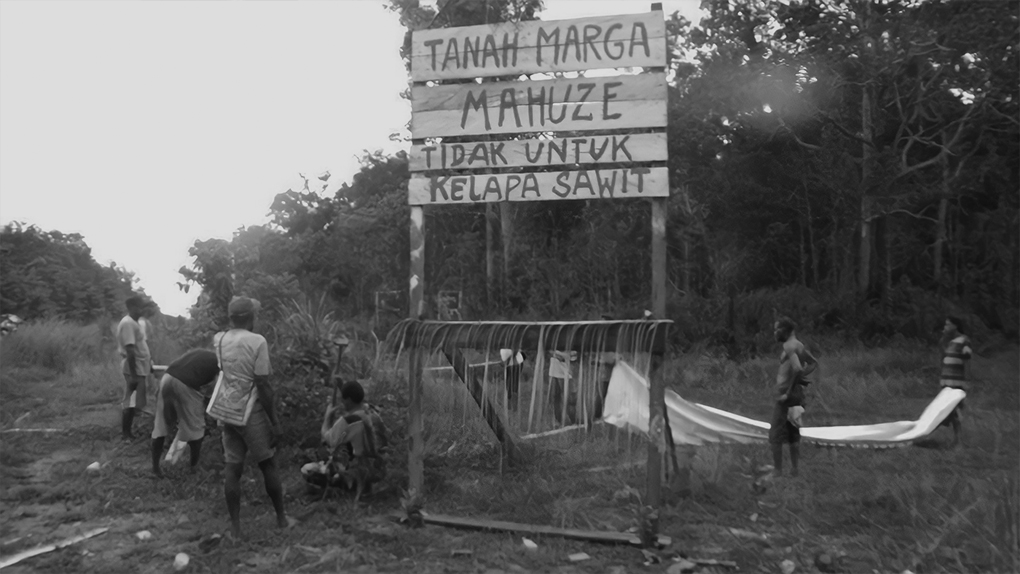 TANAH MARGA
MAHUZE
TIDAK UNTUK
KELAPA SAWIT